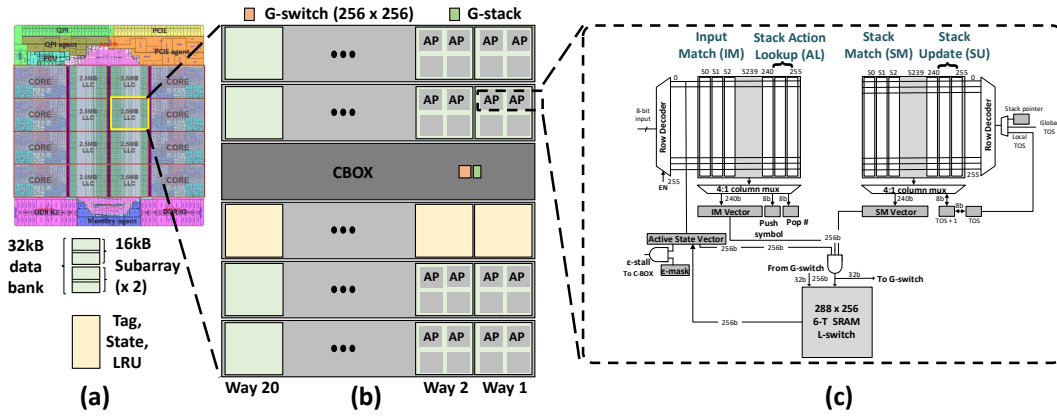 QPI
PCIE
QPI agent
PCIE agent
PCU
CORE
2.5MB
LLC
2.5MB
LLC
CORE
CORE
2.5MB
LLC
2.5MB
LLC
CORE
CORE
2.5MB
LLC
2.5MB
LLC
CORE
CORE
2.5MB
LLC
2.5MB
LLC
CORE
DDR IO
Memory agent
DDR IO
32kB
data
bank
16kB
Subarray
(x 2)
Tag,
State,
LRU
(a)
G-switch (256 x 256)
G-stack
AP AP AP AP
AP AP AP AP
CBOX
AP AP AP AP
AP AP AP AP
Way 20
Way 2
Way 1
(b)
Input
Match (IM)
Stack Action
Lookup (AL)
Stack
Match (SM)
Stack
Update (SU)
0
S0 S1 S2
S239
240
255
8-bit
input
Row Decoder
EN
255
4:1 column mux
240b
8b
8b
IM Vector
Push
symbol
Pop #
0
S0 S1 S2
S239
240
255
Row Decoder
Stack pointer
Global
TOS
Local
TOS
255
4:1 column mux
240b
8b
8b
SM Vector
TOS + 1
TOS
Active State Vector
ε-stall
To C-BOX
ε-mask
256b
256b
256b
From G-switch
32b
256b
32b
To G-switch
288 x 256
6-T SRAM
L-switch
256b
(c)